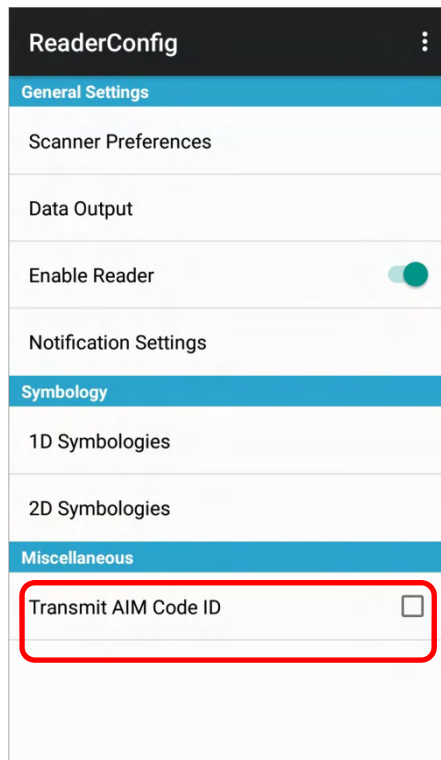 ReaderConfig
General Settings
Scanner Preferences
Data Output
Enable Reader
Notification Settings
Symbology
1D Symbologies
2D Symbologies
Miscellaneous
Transmit AIM Code ID